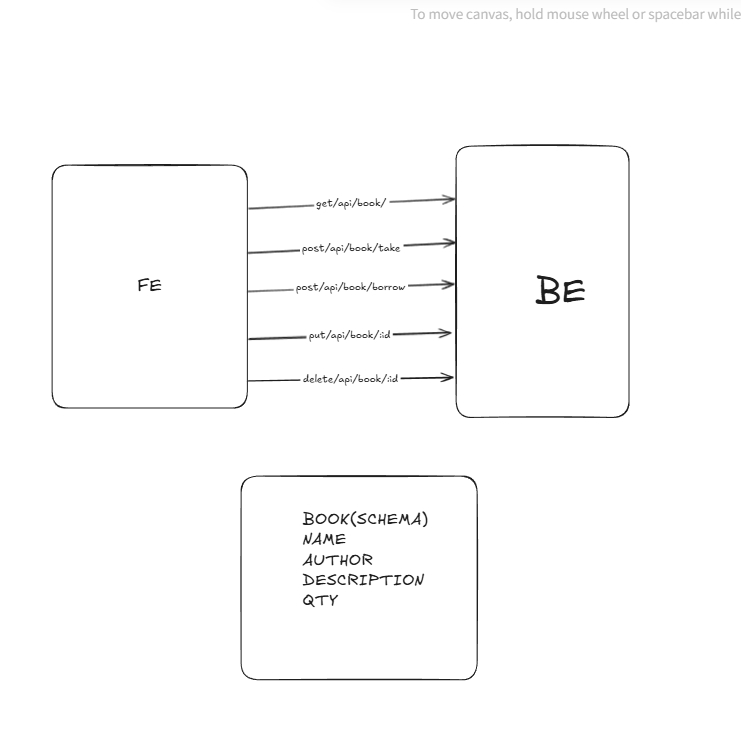 To move canvas, hold mouse wheel or spacebar while
get/api/book/
post/api/book/take
FE
post/api/book/borrow
BE
put/api/book/:id
delete/api/book/:id
BOOK(SCHEMA)
NAME
AUTHOR
DESCRIPTION
QTY